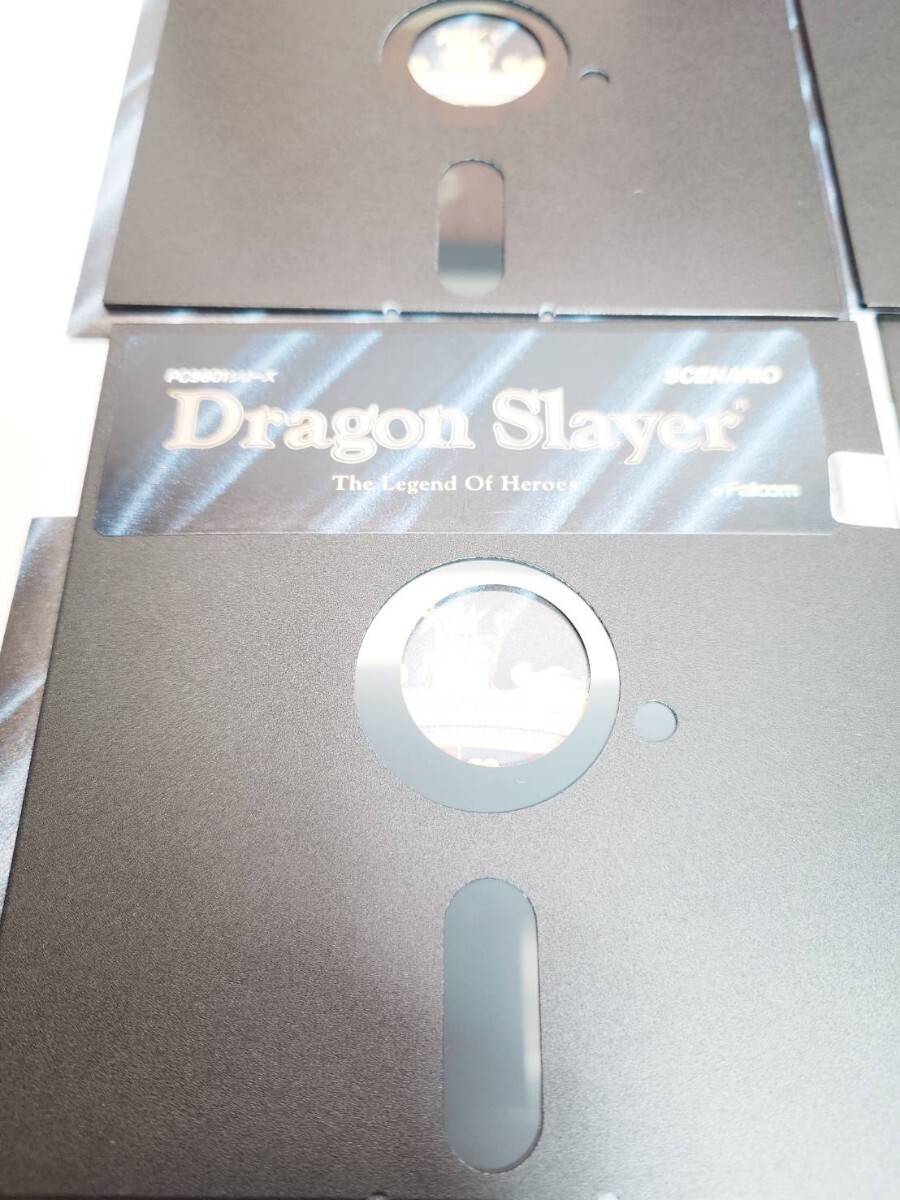 PC9801シリーズ
SCENARIO
Dragon Slayer®
The Legend Of Heroes
Falcom